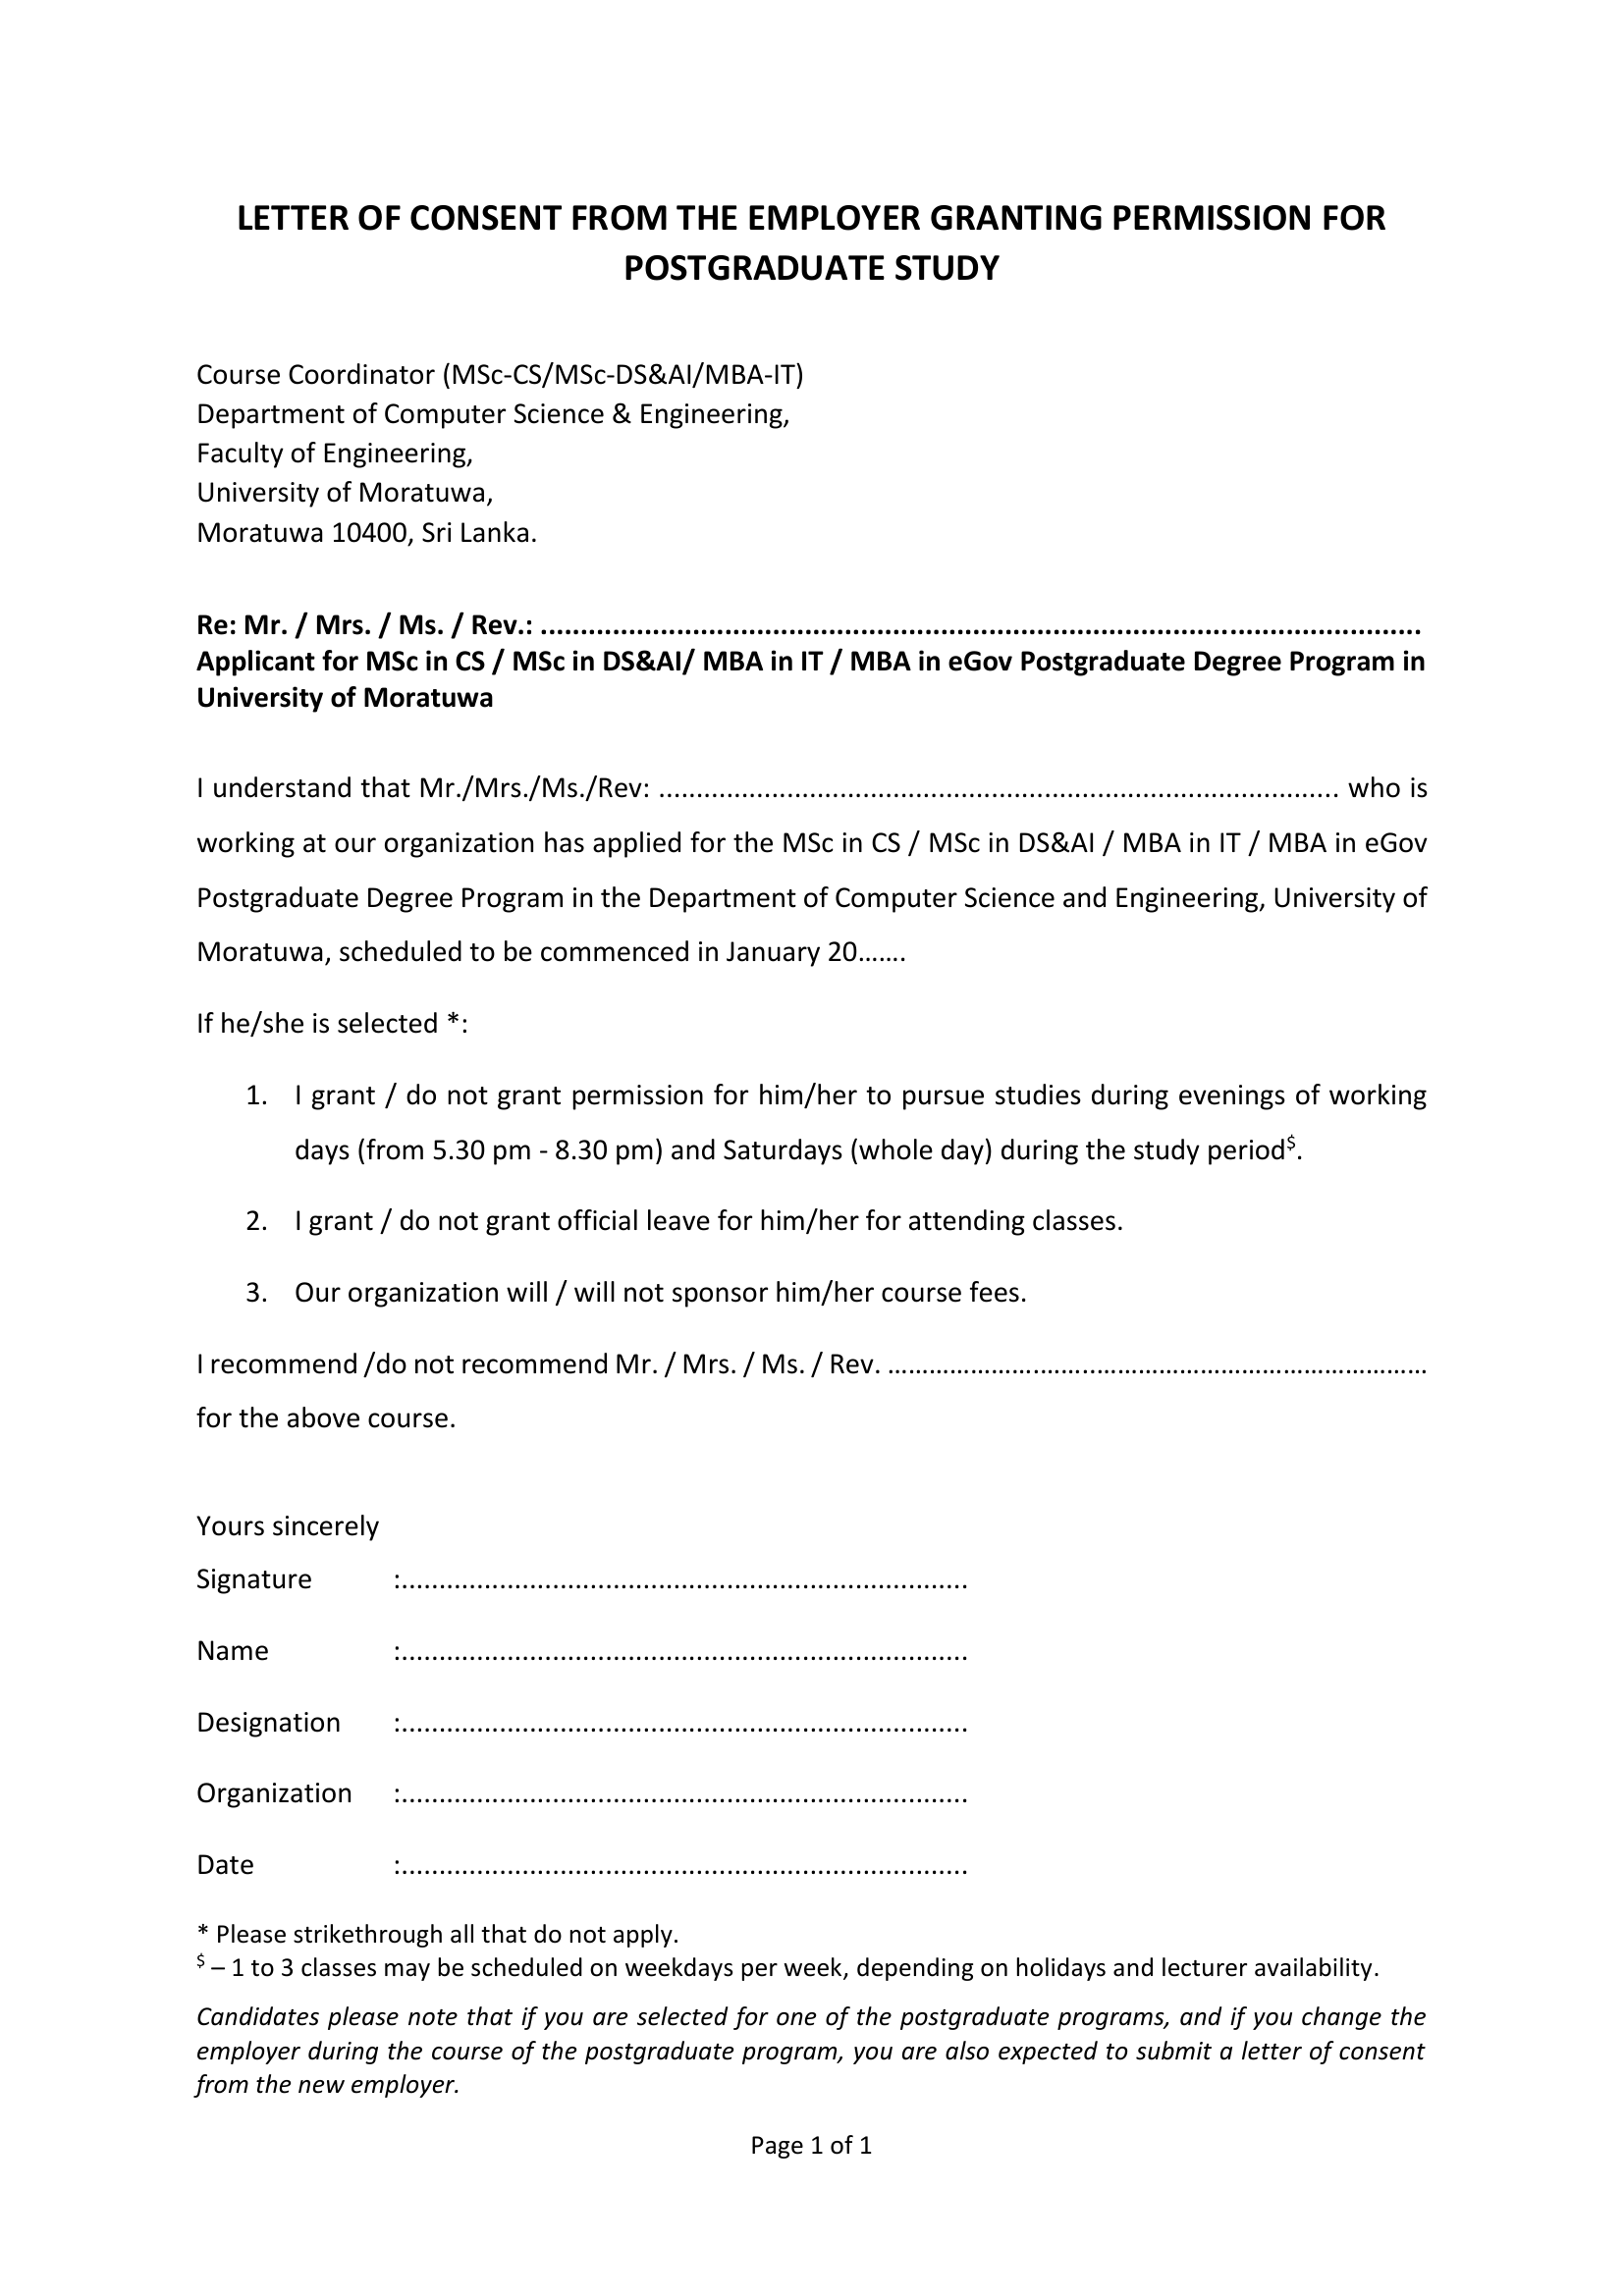 LETTER OF CONSENT FROM THE EMPLOYER GRANTING PERMISSION FOR
POSTGRADUATE STUDY
Course Coordinator (MSc-CS/MSc-DS&AI/MBA-IT)
Department of Computer Science & Engineering,
Faculty of Engineering,
University of Moratuwa,
Moratuwa 10400, Sri Lanka.
Re: Mr. / Mrs. / Ms. / Rev.: ..............................................................................................................
Applicant for MSc in CS / MSc in DS&AI/ MBA in IT / MBA in eGov Postgraduate Degree Program in
University of Moratuwa
I understand that Mr./Mrs./Ms./Rev: .......................................................................................... who is
working at our organization has applied for the MSc in CS / MSc in DS&AI / MBA in IT / MBA in eGov
Postgraduate Degree Program in the Department of Computer Science and Engineering, University of
Moratuwa, scheduled to be commenced in January 20.......
If he/she is selected *:
1. I grant / do not grant permission for him/her to pursue studies during evenings of working
days (from 5.30 pm - 8.30 pm) and Saturdays (whole day) during the study period$.
2. I grant / do not grant official leave for him/her for attending classes.
3. Our organization will / will not sponsor him/her course fees.
I recommend /do not recommend Mr. / Mrs. / Ms. / Rev. .......................................................................
for the above course.
Yours sincerely
Signature :...........................................................................
Name :...........................................................................
Designation :...........................................................................
Organization :...........................................................................
Date :...........................................................................
* Please strikethrough all that do not apply.
$ – 1 to 3 classes may be scheduled on weekdays per week, depending on holidays and lecturer availability.
Candidates please note that if you are selected for one of the postgraduate programs, and if you change the
employer during the course of the postgraduate program, you are also expected to submit a letter of consent
from the new employer.
Page 1 of 1